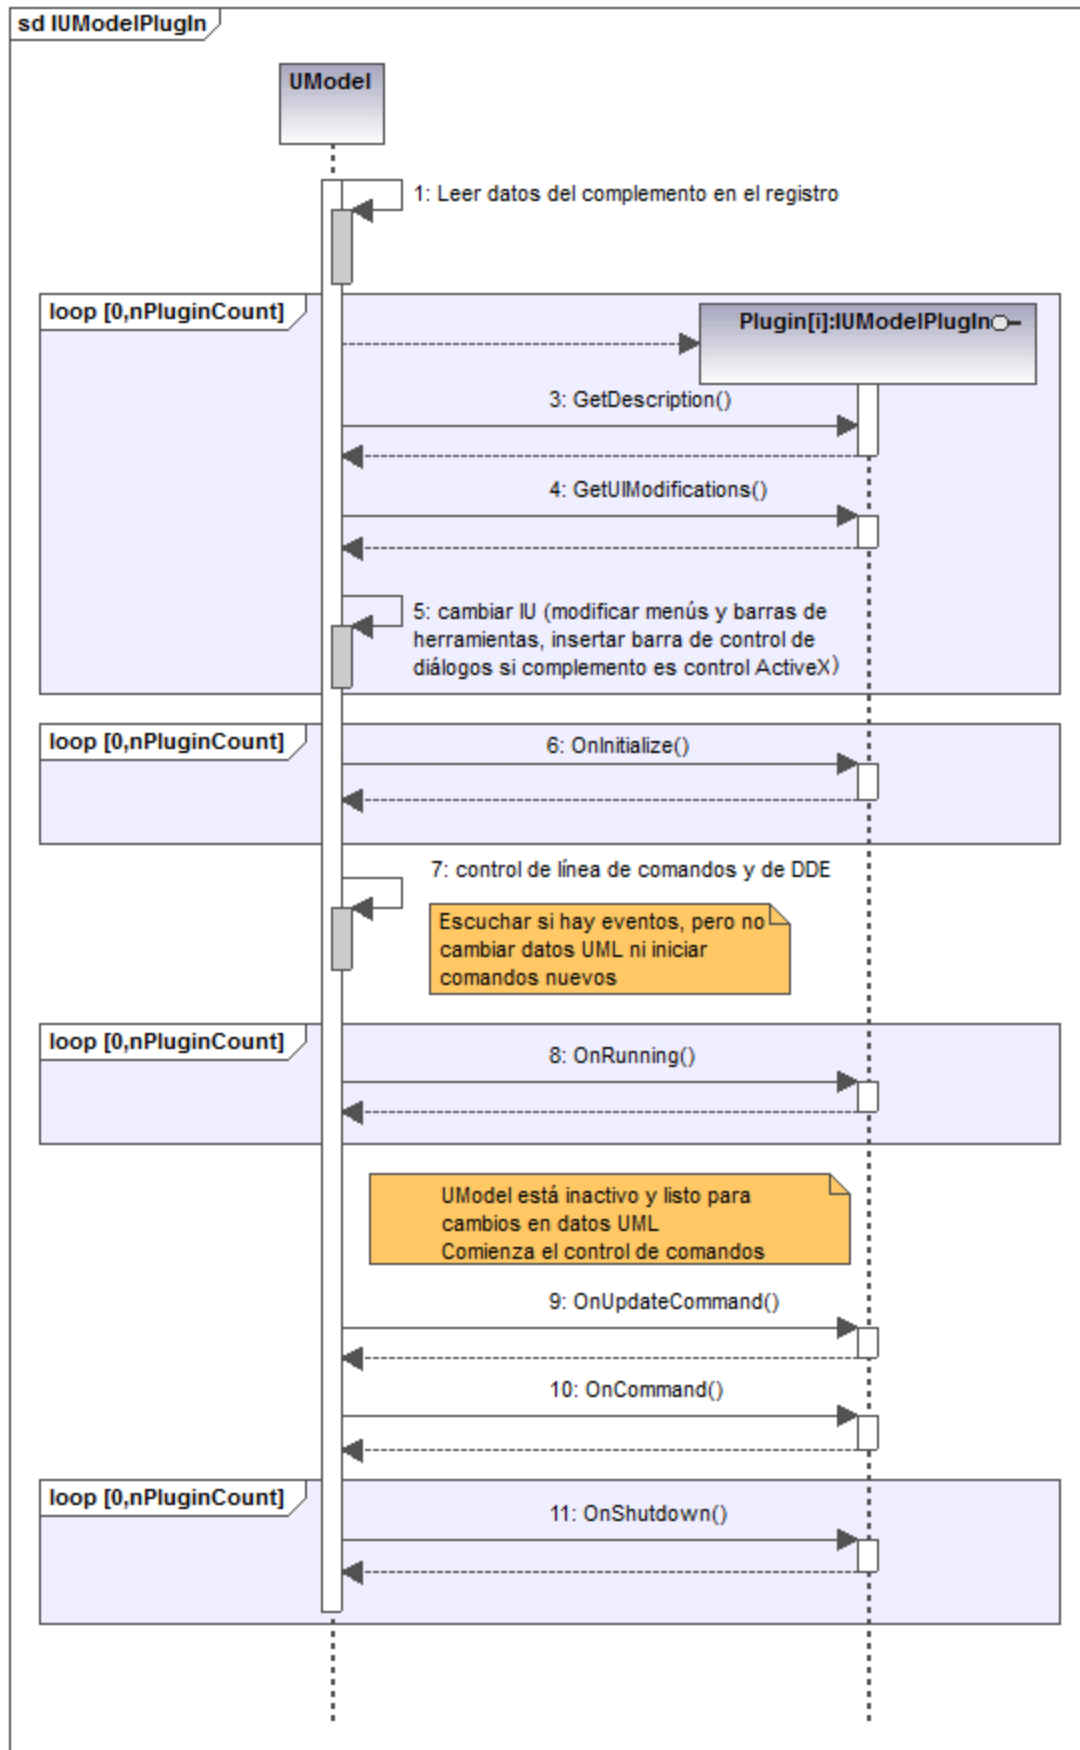 sd IUModelPlugIn
UModel
1: Leer datos del complemento en el registro
loop [0,nPluginCount]
Plugin[i]:IUModelPlugIn
3: GetDescription()
4: GetUIModifications()
5: cambiar IU (modificar menús y barras de
herramientas, insertar barra de control de
diálogos si complemento es control ActiveX)
loop [0,nPluginCount]
6: OnInitialize()
7: control de línea de comandos y de DDE
Escuchar si hay eventos, pero no
cambiar datos UML ni iniciar
comandos nuevos
loop [0,nPluginCount]
8: OnRunning()
UModel está inactivo y listo para
cambios en datos UML
Comienza el control de comandos
9: OnUpdateCommand()
10: OnCommand()
loop [0,nPluginCount]
11: OnShutdown()